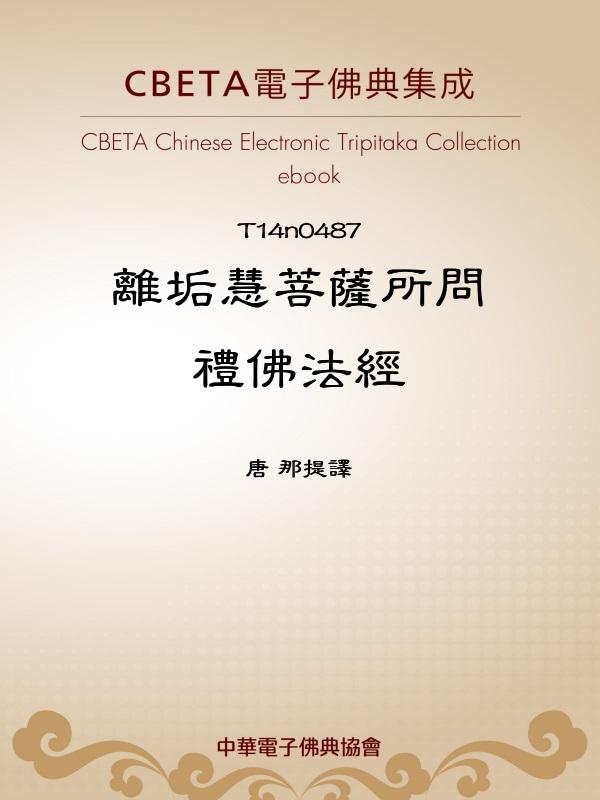 CBETA電子佛典集成
CBETA Chinese Electronic Tripitaka Collection
ebook
T14n0487
離垢慧菩薩所問
禮佛法經
唐 那提譯
中華電子佛典協會